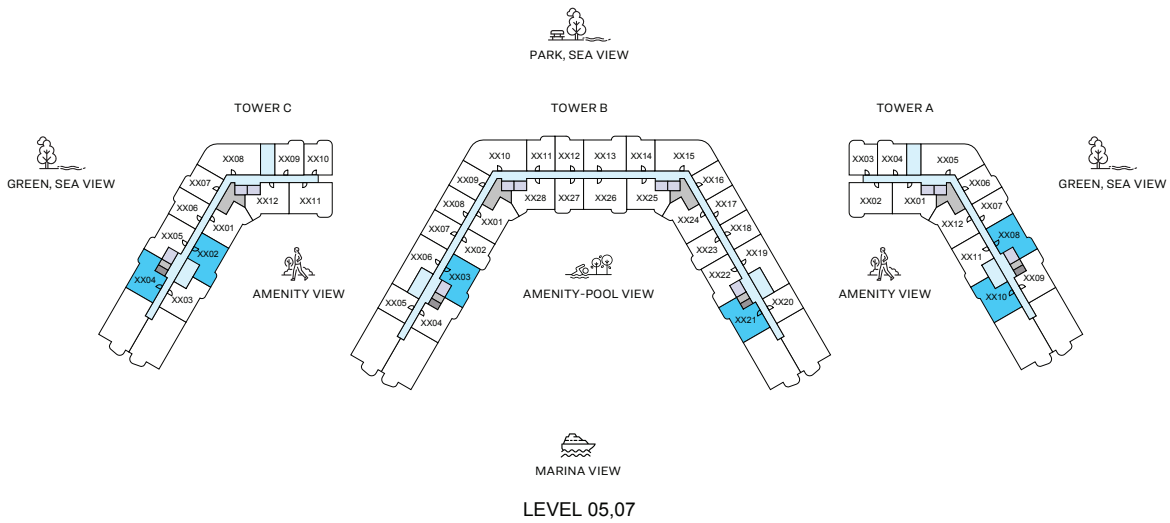 PARK, SEA VIEW
TOWER C
TOWER B
TOWER A
GREEN, SEA VIEW
GREEN, SEA VIEW
XX08
XX09
XX10
XX07
XX12
XX11
XX06
XX01
XX05
XX02
XX04
XX03
XX10
XX11
XX12
XX13
XX14
XX15
XX09
XX16
XX28
XX27
XX26
XX25
XX08
XX01
XX24
XX17
XX07
XX02
XX23
XX18
XX06
XX03
XX22
XX19
XX05
XX04
XX21
XX20
XX03
XX04
XX05
XX06
XX02
XX01
XX07
XX12
XX08
XX11
XX09
XX10
AMENITY VIEW
AMENITY-POOL VIEW
AMENITY VIEW
MARINA VIEW
LEVEL 05,07